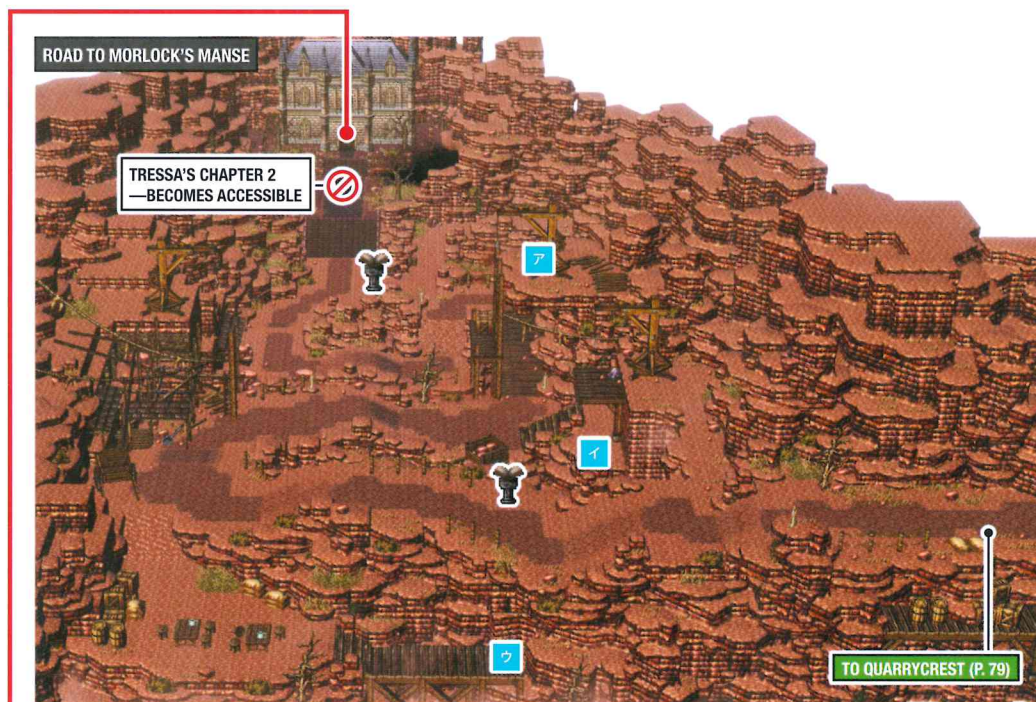 ROAD TO MORLOCK'S MANSE
TRESSA'S CHAPTER 2
—BECOMES ACCESSIBLE
ア
イ
ウ
TO QUARRYCREST (P. 79)